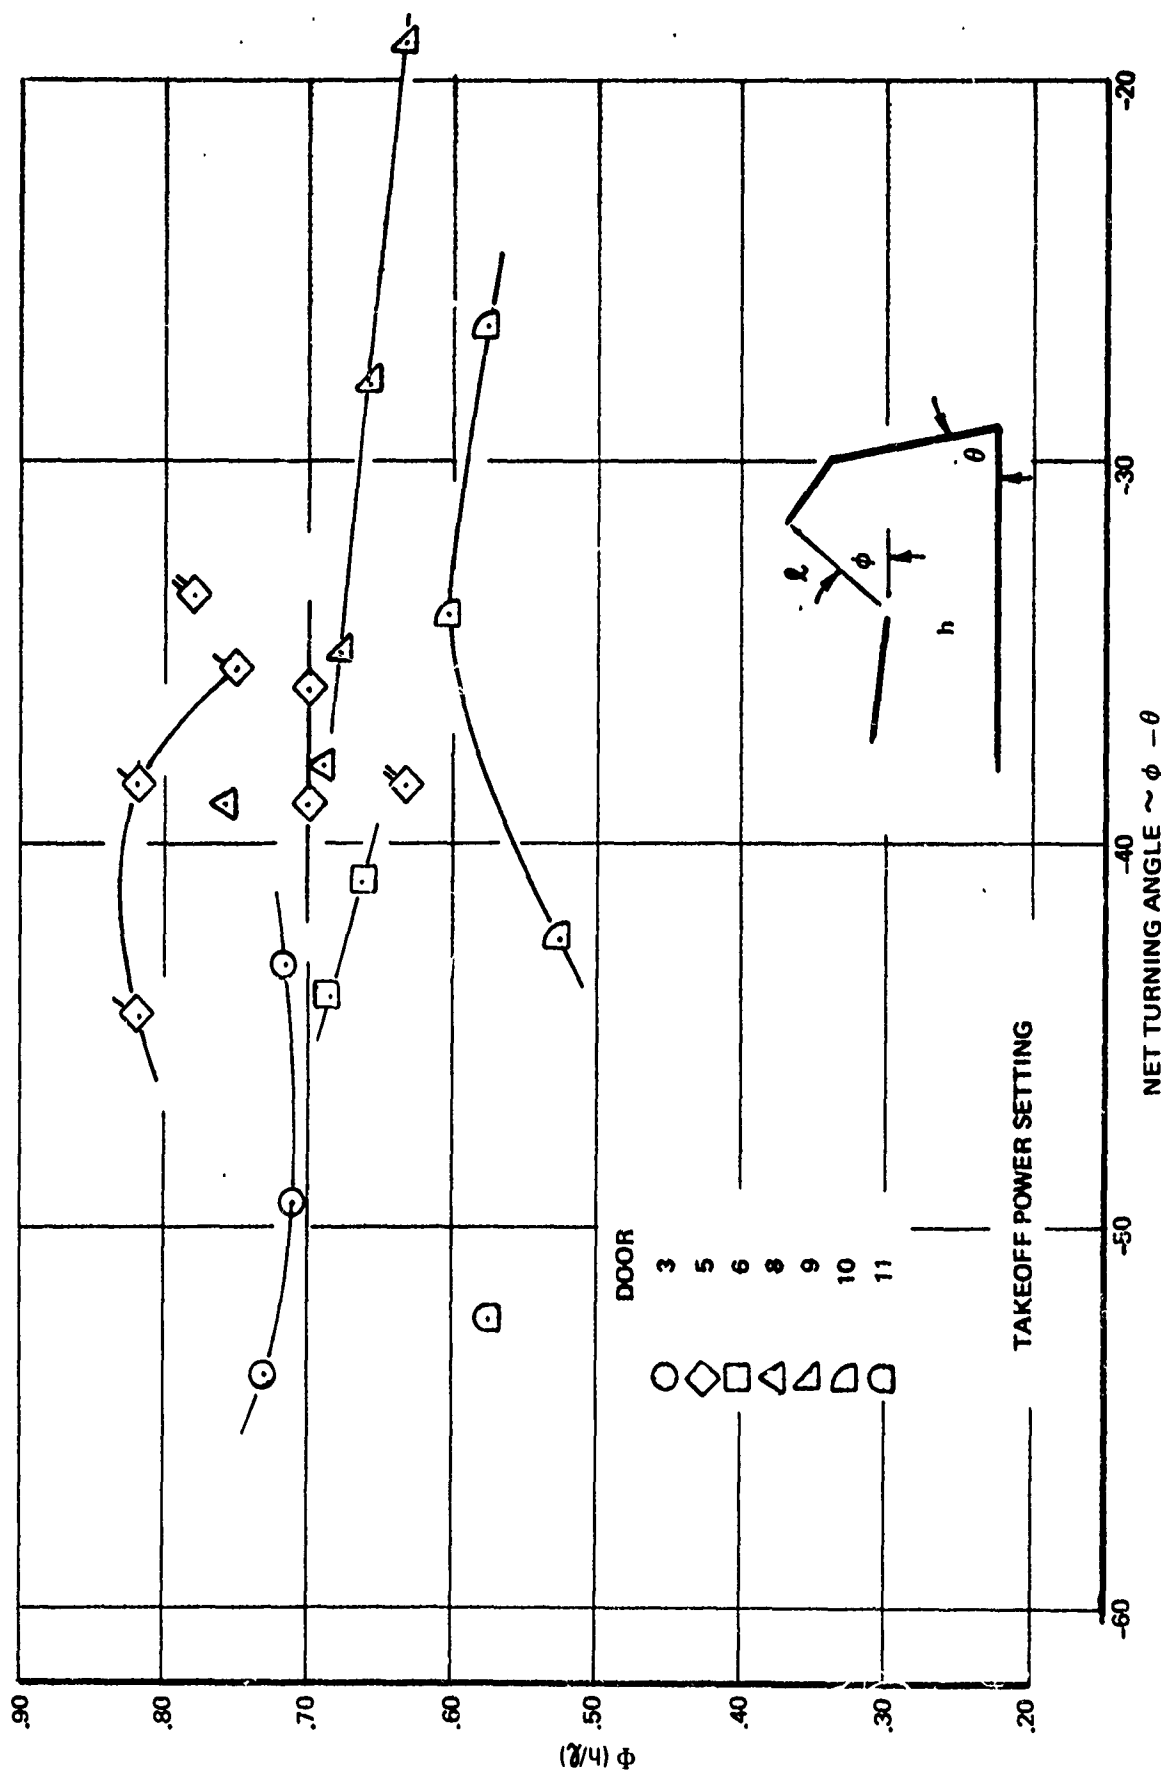 Φ (h/ℓ)
.90
.80
.70
.60
.50
.40
.30
.20
DOOR
3
5
6
8
9
10
11
TAKEOFF POWER SETTING
ℓ
ϕ
h
θ
-60
-50
-40
-30
-20
NET TURNING ANGLE ~ ϕ -θ